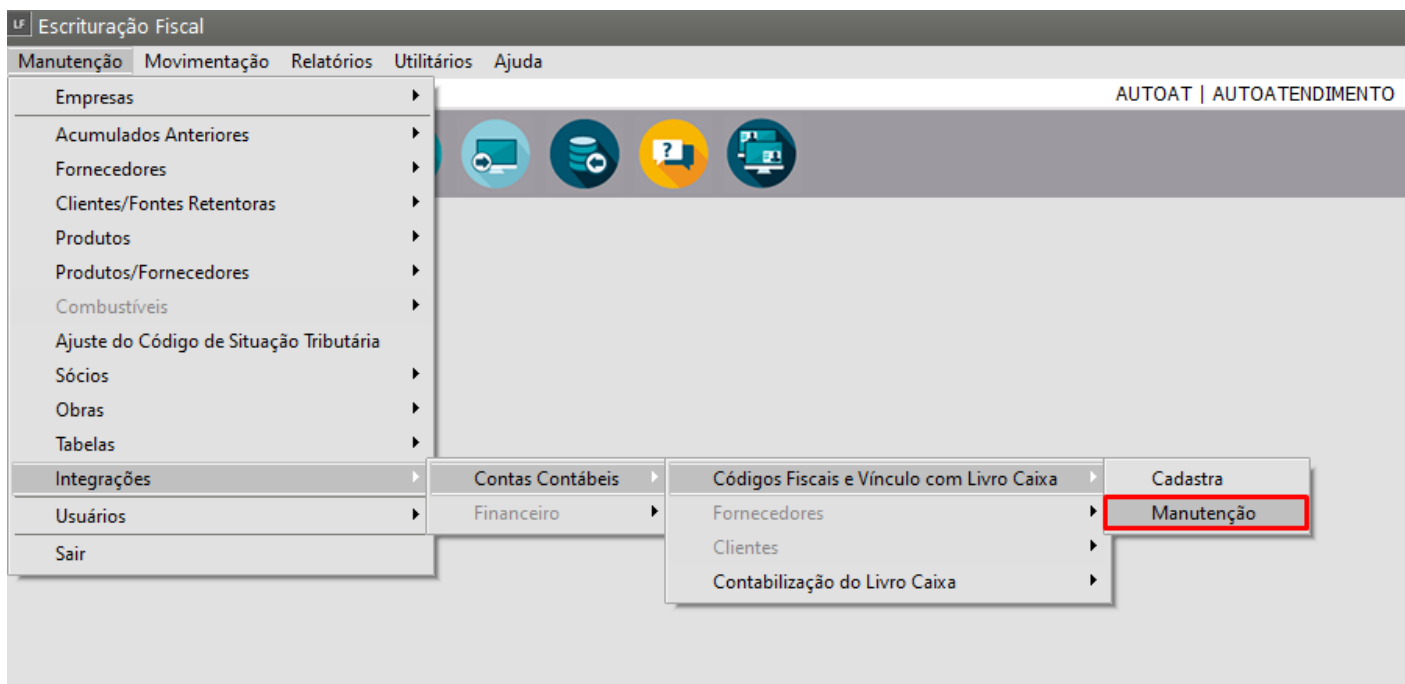 LF Escrituração Fiscal
Manutenção Movimentação Relatórios Utilitários Ajuda
AUTOAT | AUTOATENDIMENTO
Empresas
Acumulados Anteriores
Fornecedores
Clientes/Fontes Retentoras
Produtos
Produtos/Fornecedores
Combustíveis
Ajuste do Código de Situação Tributária
Sócios
Obras
Tabelas
Integrações
Usuários
Sair
Contas Contábeis
Financeiro
Códigos Fiscais e Vínculo com Livro Caixa
Fornecedores
Clientes
Contabilização do Livro Caixa
Cadastra
Manutenção
?